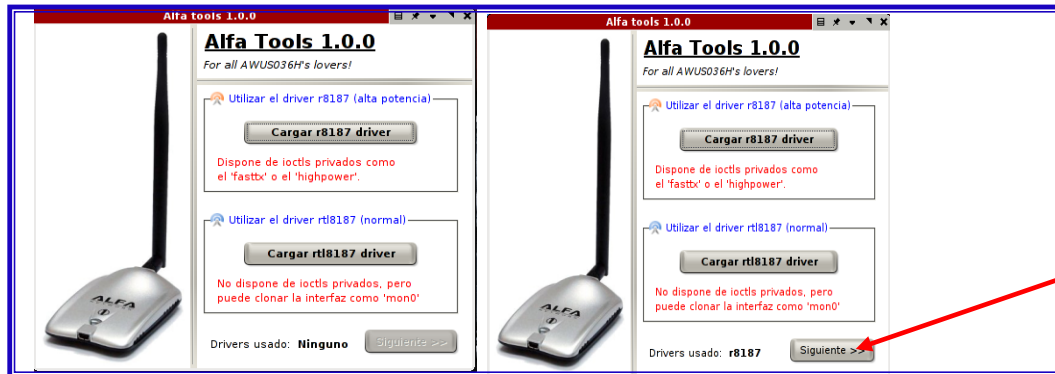 Alfa tools 1.0.0
Alfa Tools 1.0.0
For all AWUS036H's lovers!
Utilizar el driver r8187 (alta potencia)
Cargar r8187 driver
Dispone de ioctls privados como
el 'fasttx' o el 'highpower'.
Utilizar el driver rtl8187 (normal)
Cargar rtl8187 driver
No dispone de ioctls privados, pero
puede clonar la interfaz como 'mon0'
Drivers usado: Ninguno
Siguiente >>
ALFA
Alfa tools 1.0.0
Alfa Tools 1.0.0
For all AWUS036H's lovers!
Utilizar el driver r8187 (alta potencia)
Cargar r8187 driver
Dispone de ioctls privados como
el 'fasttx' o el 'highpower'.
Utilizar el driver rtl8187 (normal)
Cargar rtl8187 driver
No dispone de ioctls privados, pero
puede clonar la interfaz como 'mon0'
Drivers usado: r8187
Siguiente >>
ALFA